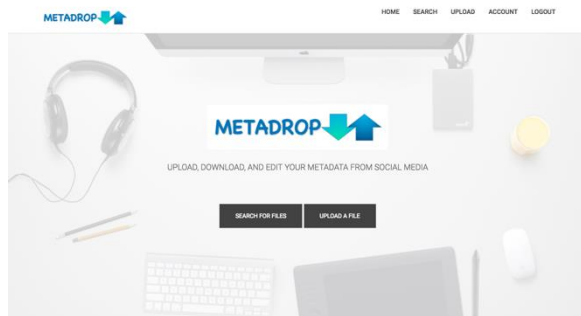 METADROP
HOME SEARCH UPLOAD ACCOUNT LOGOUT
METADROP
UPLOAD, DOWNLOAD, AND EDIT YOUR METADATA FROM SOCIAL MEDIA
SEARCH FOR FILES UPLOAD A FILE